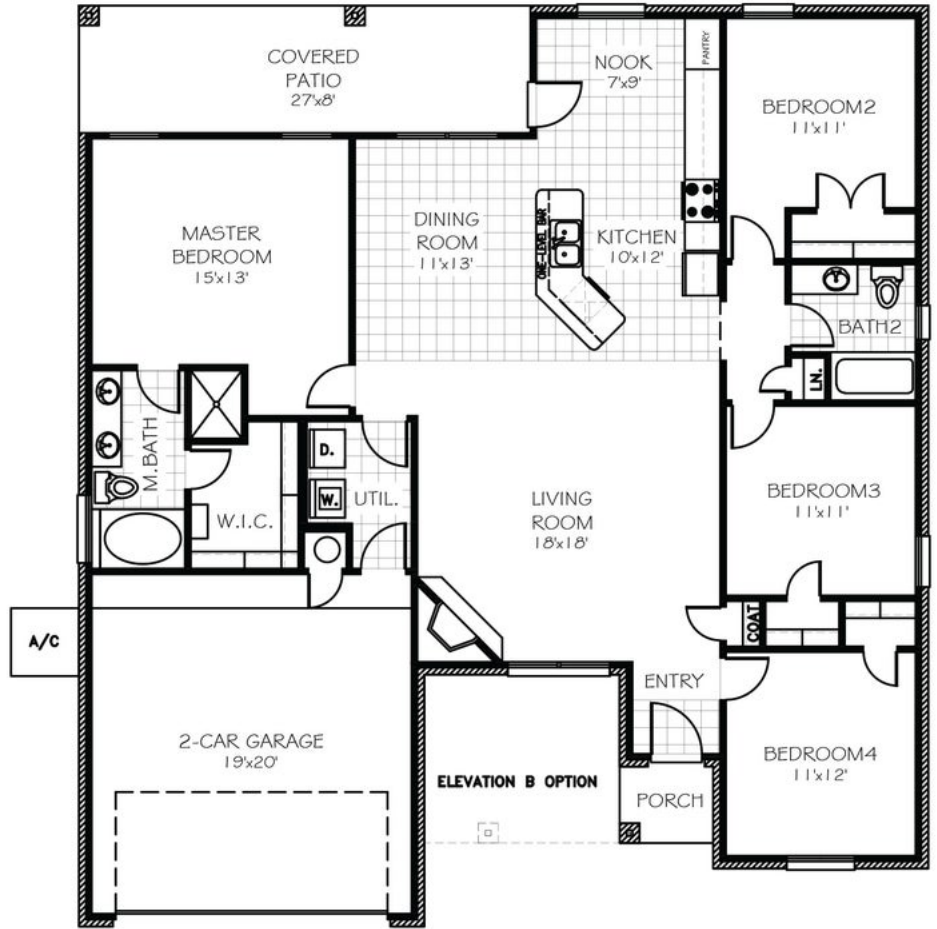 COVERED
PATIO
27'x8'
NOOK
7'x9'
PANTRY
BEDROOM2
11'x11'
MASTER
BEDROOM
15'x13'
DINING
ROOM
11'x13'
ONE-LEVEL BAR
KITCHEN
10'x12'
BATH2
LN.
M.BATH
D.
W.
UTIL.
W.I.C.
LIVING
ROOM
18'x18'
BEDROOM3
11'x11'
A/C
COAT
ENTRY
2-CAR GARAGE
19'x20'
ELEVATION B OPTION
PORCH
BEDROOM4
11'x12'